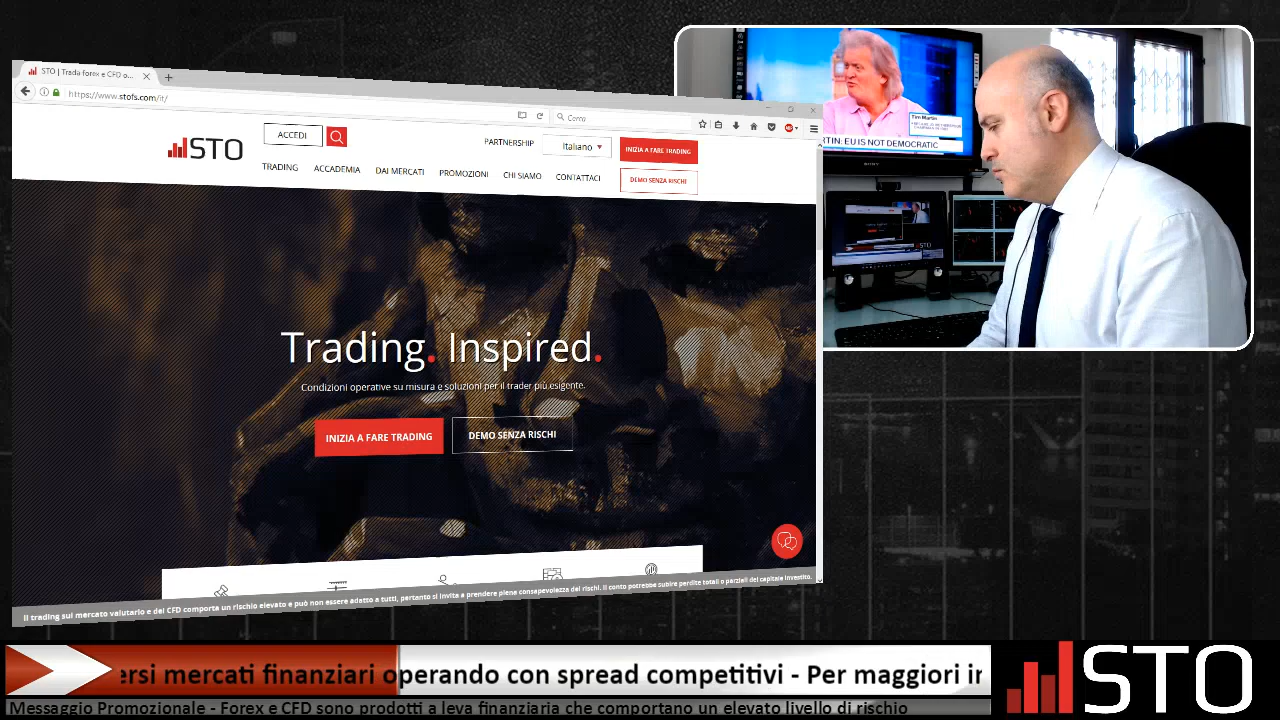 STO | Trada forex e CFD o...
https://www.stofs.com/it/
Cerca
ACCEDI
PARTNERSHIP
Italiano
INIZIA A FARE TRADING
STO
TRADING
ACCADEMIA
DAI MERCATI
PROMOZIONI
CHI SIAMO
CONTATTACI
DEMO SENZA RISCHI
Trading. Inspired.
Condizioni operative su misura e soluzioni per il trader più esigente.
INIZIA A FARE TRADING
DEMO SENZA RISCHI
Il trading sul mercato valutario e dei CFD comporta un rischio elevato e può non essere adatto a tutti, pertanto si invita a prendere piena consapevolezza dei rischi. Il conto potrebbe subire perdite totali o parziali del capitale investito.
Tim Martin
RTIN: EU IS NOT DEMOCRATIC
SONY
STO
ersi mercati finanziari operando con spread competitivi - Per maggiori in
STO
Messaggio Promozionale - Forex e CFD sono prodotti a leva finanziaria che comportano un elevato livello di rischio